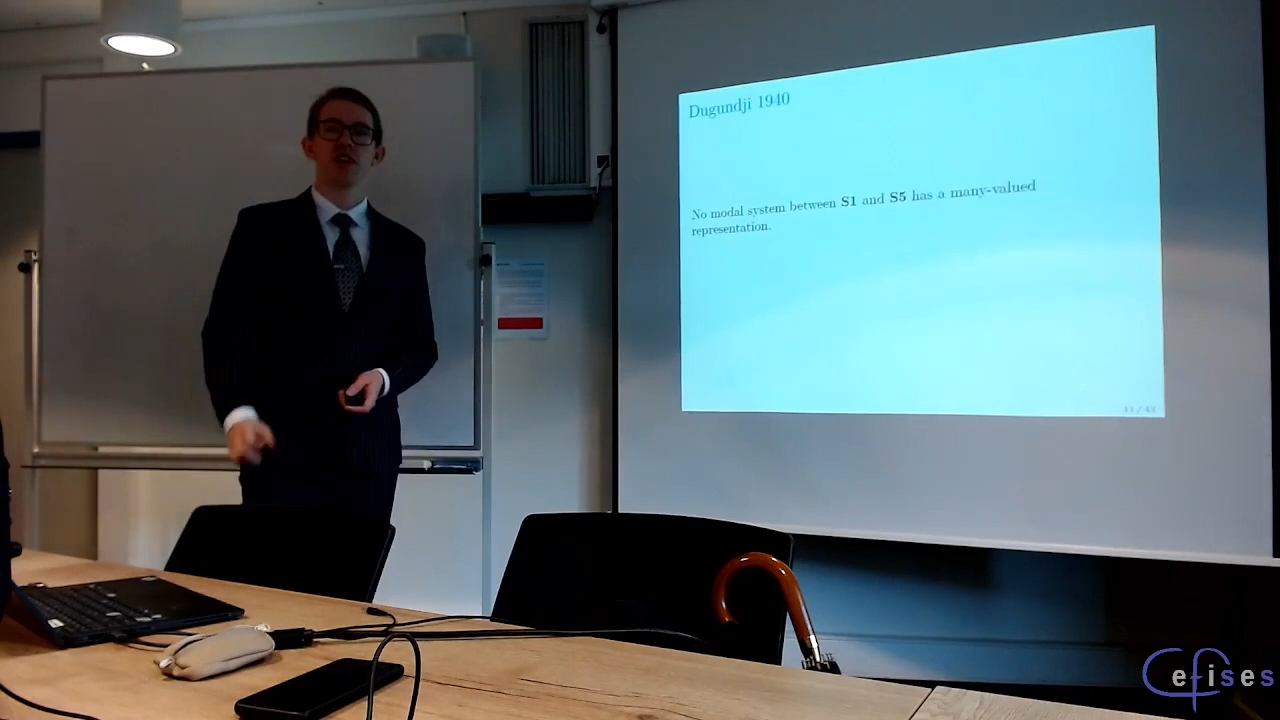 Dugundji 1940
No modal system between S1 and S5 has a many-valued
representation.
efises